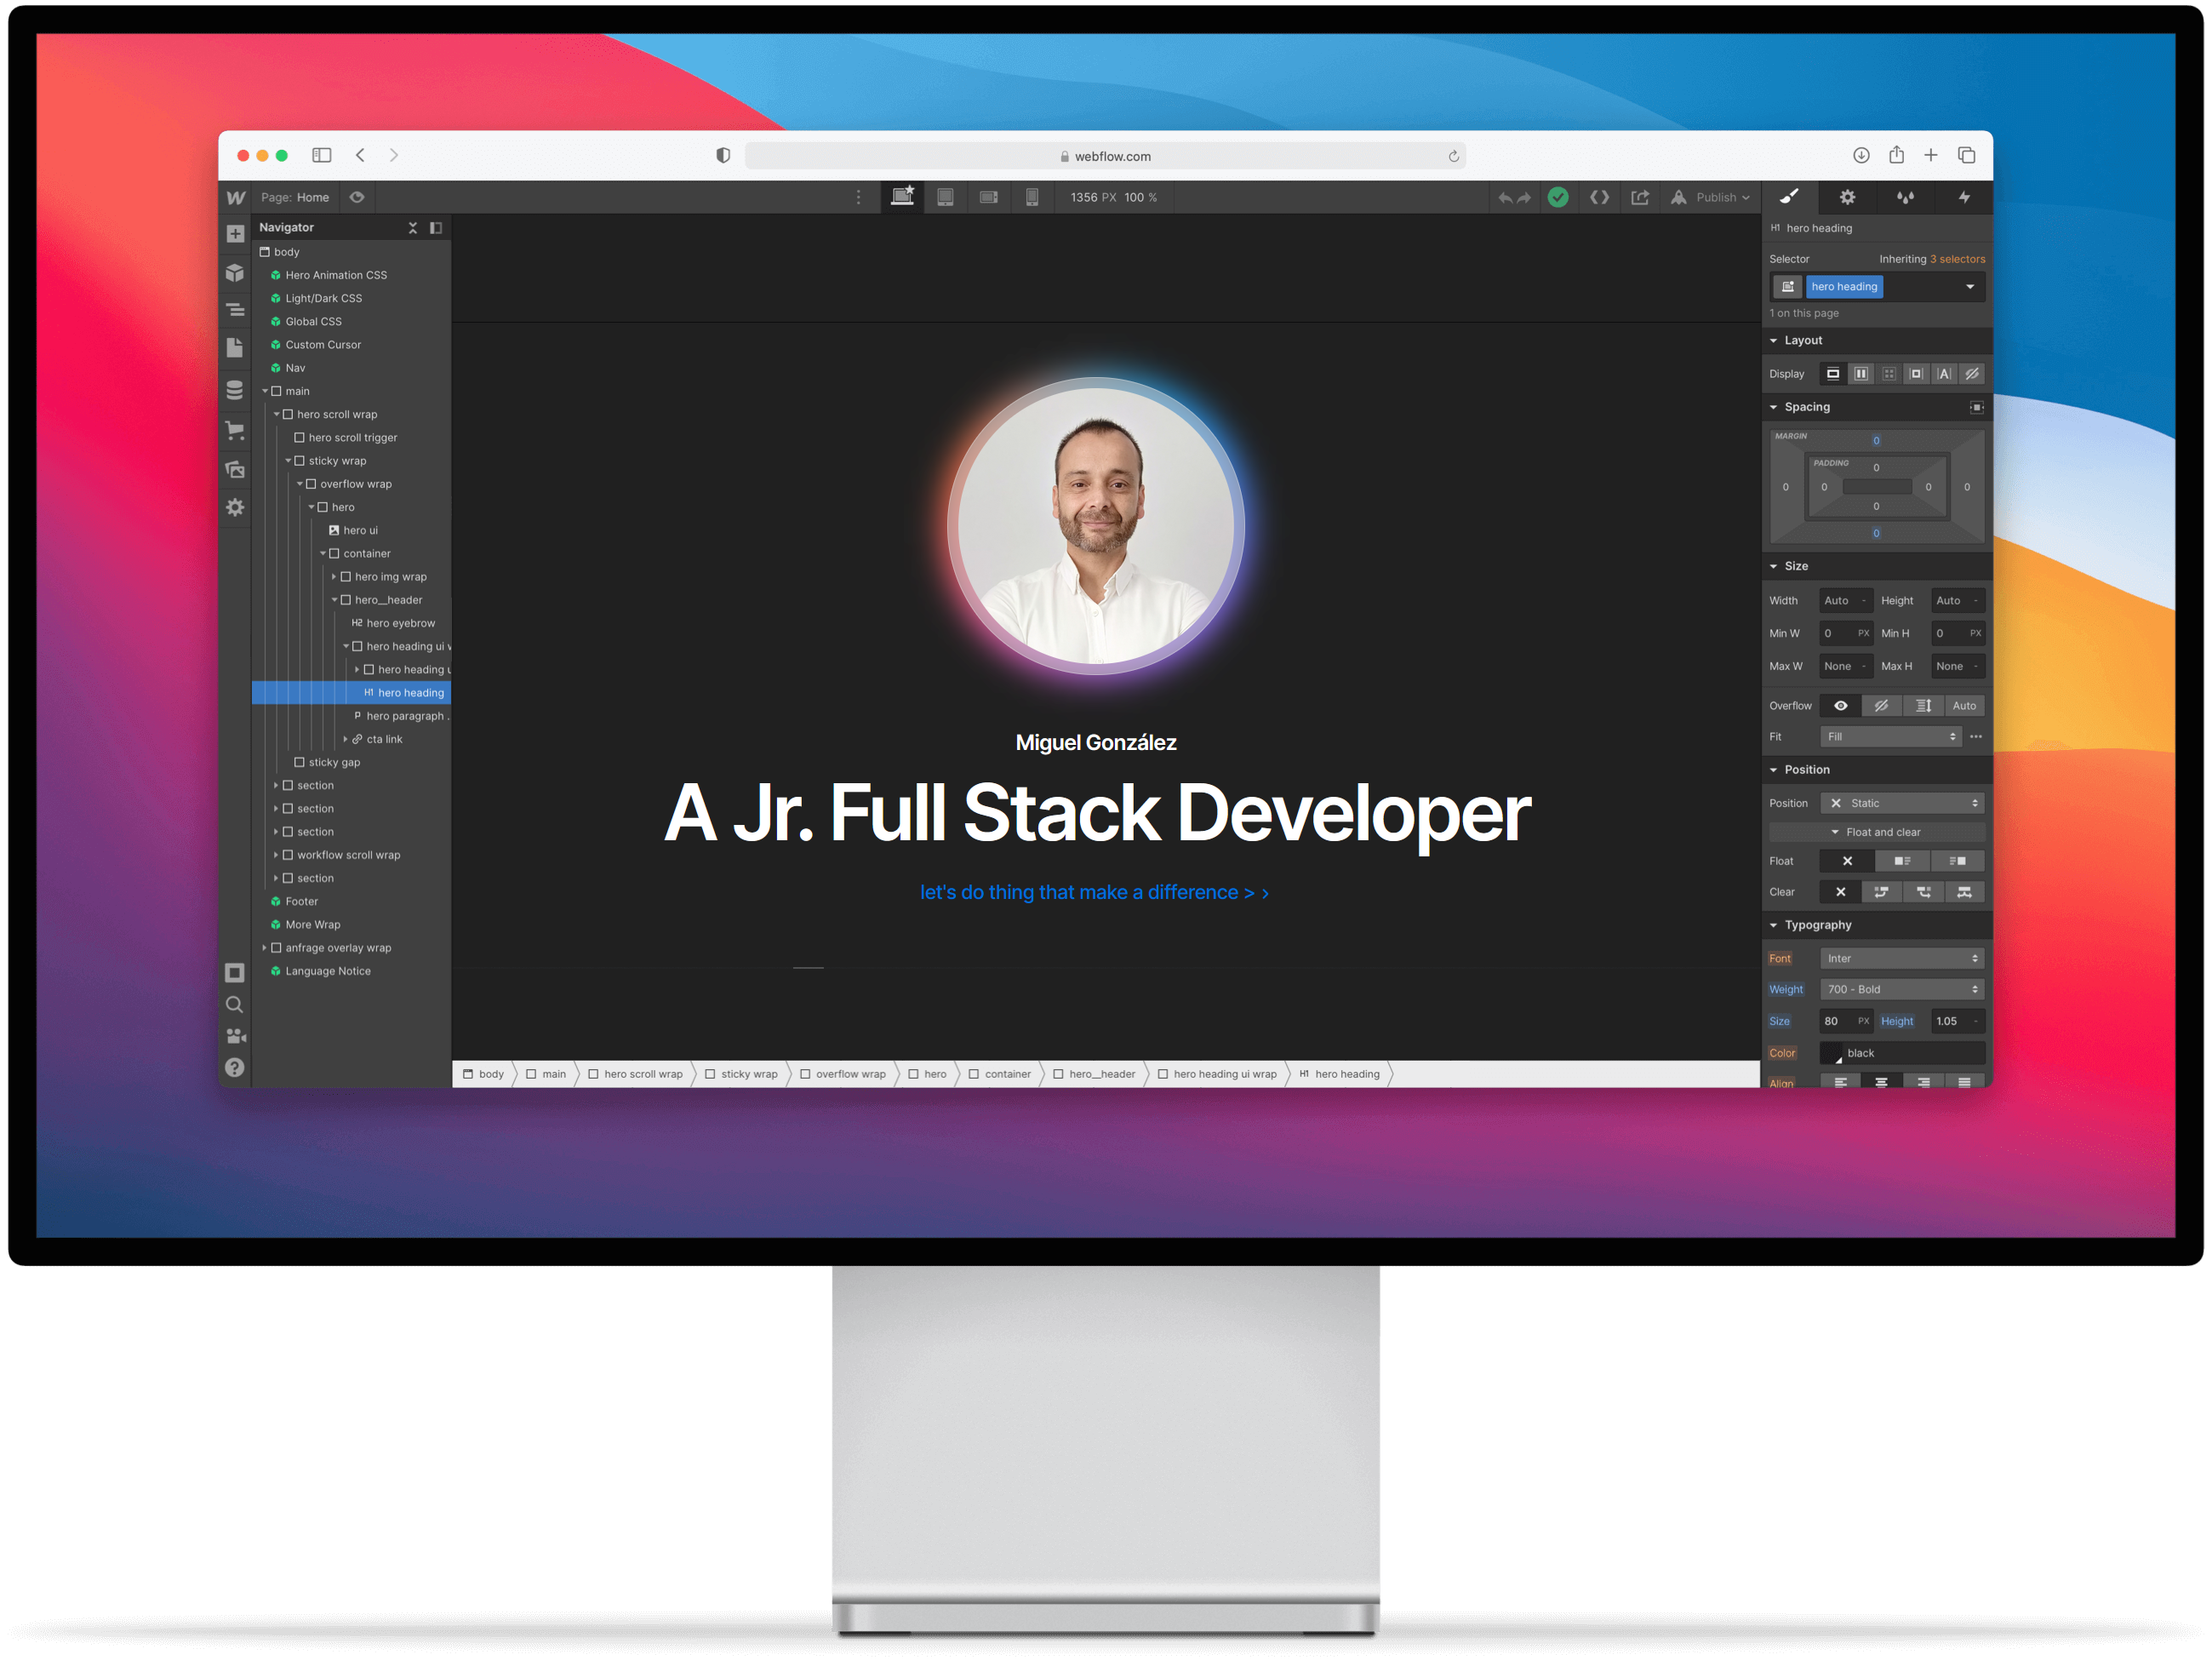 webflow.com
Page: Home
1356 PX 100 %
Publish
Navigator
body
Hero Animation CSS
Light/Dark CSS
Global CSS
Custom Cursor
Nav
main
hero scroll wrap
hero scroll trigger
sticky wrap
overflow wrap
hero
hero ui
container
hero img wrap
hero__header
H2 hero eyebrow
hero heading ui w
hero heading u
H1 hero heading
P hero paragraph .
cta link
sticky gap
section
section
section
workflow scroll wrap
section
Footer
More Wrap
anfrage overlay wrap
Language Notice
Miguel González
A Jr. Full Stack Developer
let's do thing that make a difference > ›
body main hero scroll wrap sticky wrap overflow wrap hero container hero__header hero heading ui wrap H1 hero heading
H1 hero heading
Selector Inheriting 3 selectors
hero heading
1 on this page
Layout
Display
Spacing
MARGIN 0
PADDING 0
0 0 0 0
0
0
Size
Width Auto - Height Auto -
Min W 0 PX Min H 0 PX
Max W None - Max H None -
Overflow Auto
Fit Fill
Position
Position Static
Float and clear
Float
Clear
Typography
Font Inter
Weight 700 - Bold
Size 80 PX Height 1.05 -
Color black
Align